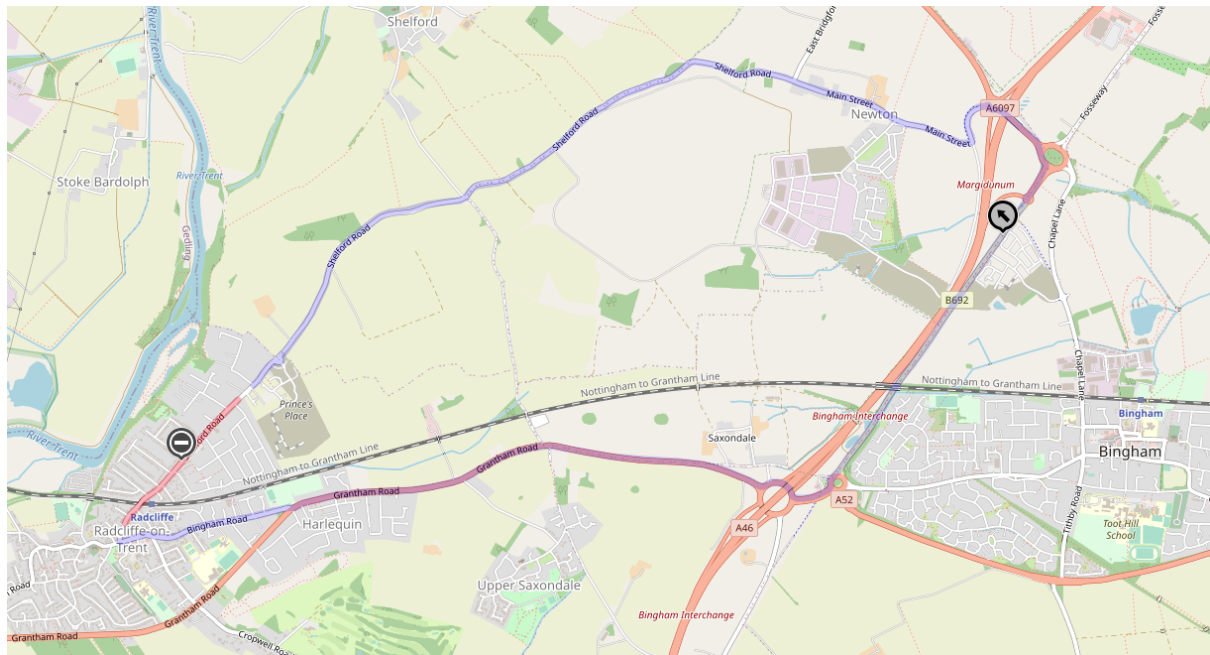 Shelford
East Bridgfor
Fossew
Shelford Road
Main Street
Newton
A6097
Fosseway
Main Street
Shelford Road
Stoke Bardolph
River Trent
Margidunum
Chapel Lane
Gedling
Shelford Road
B692
Chapel Lane
Nottingham to Grantham Line
Nottingham to Grantham Line
Prince's
Place
Bingham
Bingham Interchange
River Trent
ford Road
Saxondale
Bingham
Nottingham to Grantham Line
Grantham Road
Grantham Road
A52
Radcliffe
Bingham Road
Harlequin
Radcliffe-on-
Trent
A46
Tithby Road
Toot Hill
School
Road
Upper Saxondale
Grantham Road
Bingham Interchange
Grantham Road
Cropwell Road